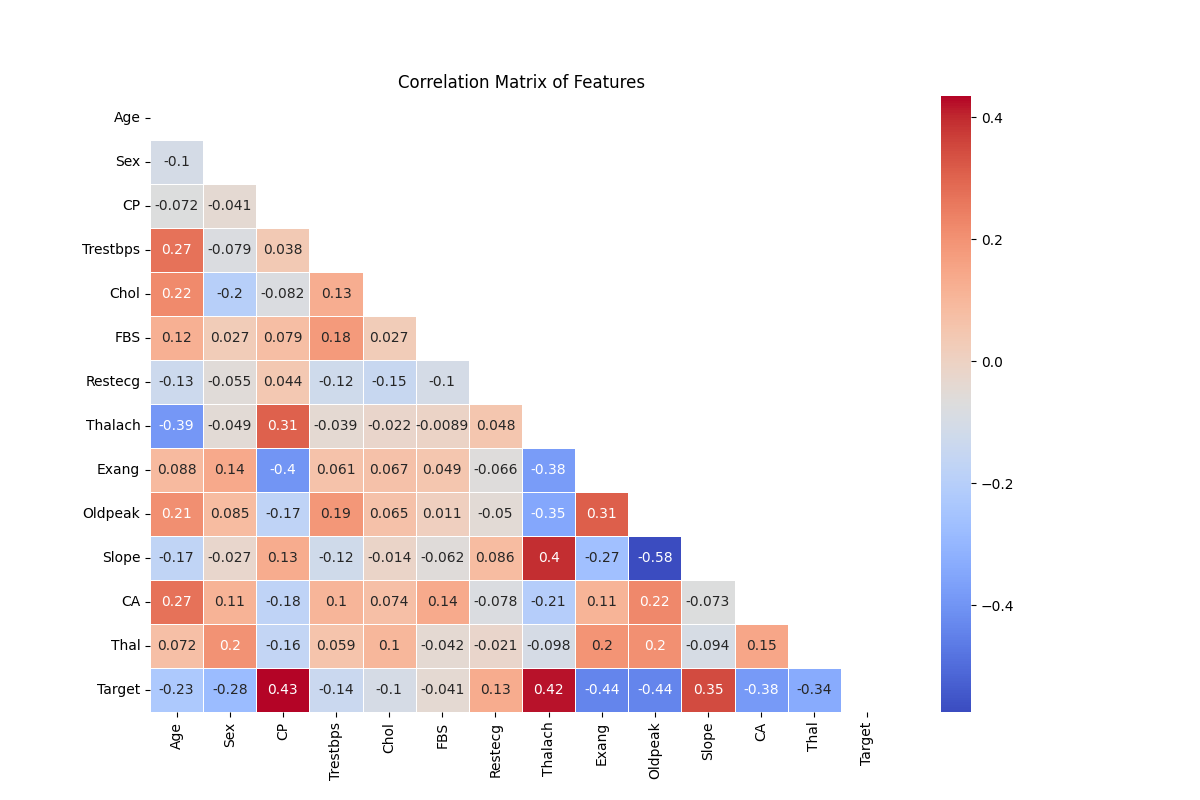 Correlation Matrix of Features
Age
Sex -0.1
CP -0.072 -0.041
Trestbps 0.27 -0.079 0.038
Chol 0.22 -0.2 -0.082 0.13
FBS 0.12 0.027 0.079 0.18 0.027
Restecg -0.13 -0.055 0.044 -0.12 -0.15 -0.1
Thalach -0.39 -0.049 0.31 -0.039 -0.022 -0.0089 0.048
Exang 0.088 0.14 -0.4 0.061 0.067 0.049 -0.066 -0.38
Oldpeak 0.21 0.085 -0.17 0.19 0.065 0.011 -0.05 -0.35 0.31
Slope -0.17 -0.027 0.13 -0.12 -0.014 -0.062 0.086 0.4 -0.27 -0.58
CA 0.27 0.11 -0.18 0.1 0.074 0.14 -0.078 -0.21 0.11 0.22 -0.073
Thal 0.072 0.2 -0.16 0.059 0.1 -0.042 -0.021 -0.098 0.2 0.2 -0.094 0.15
Target -0.23 -0.28 0.43 -0.14 -0.1 -0.041 0.13 0.42 -0.44 -0.44 0.35 -0.38 -0.34
Age Sex CP Trestbps Chol FBS Restecg Thalach Exang Oldpeak Slope CA Thal Target
0.4
0.2
0.0
−0.2
−0.4